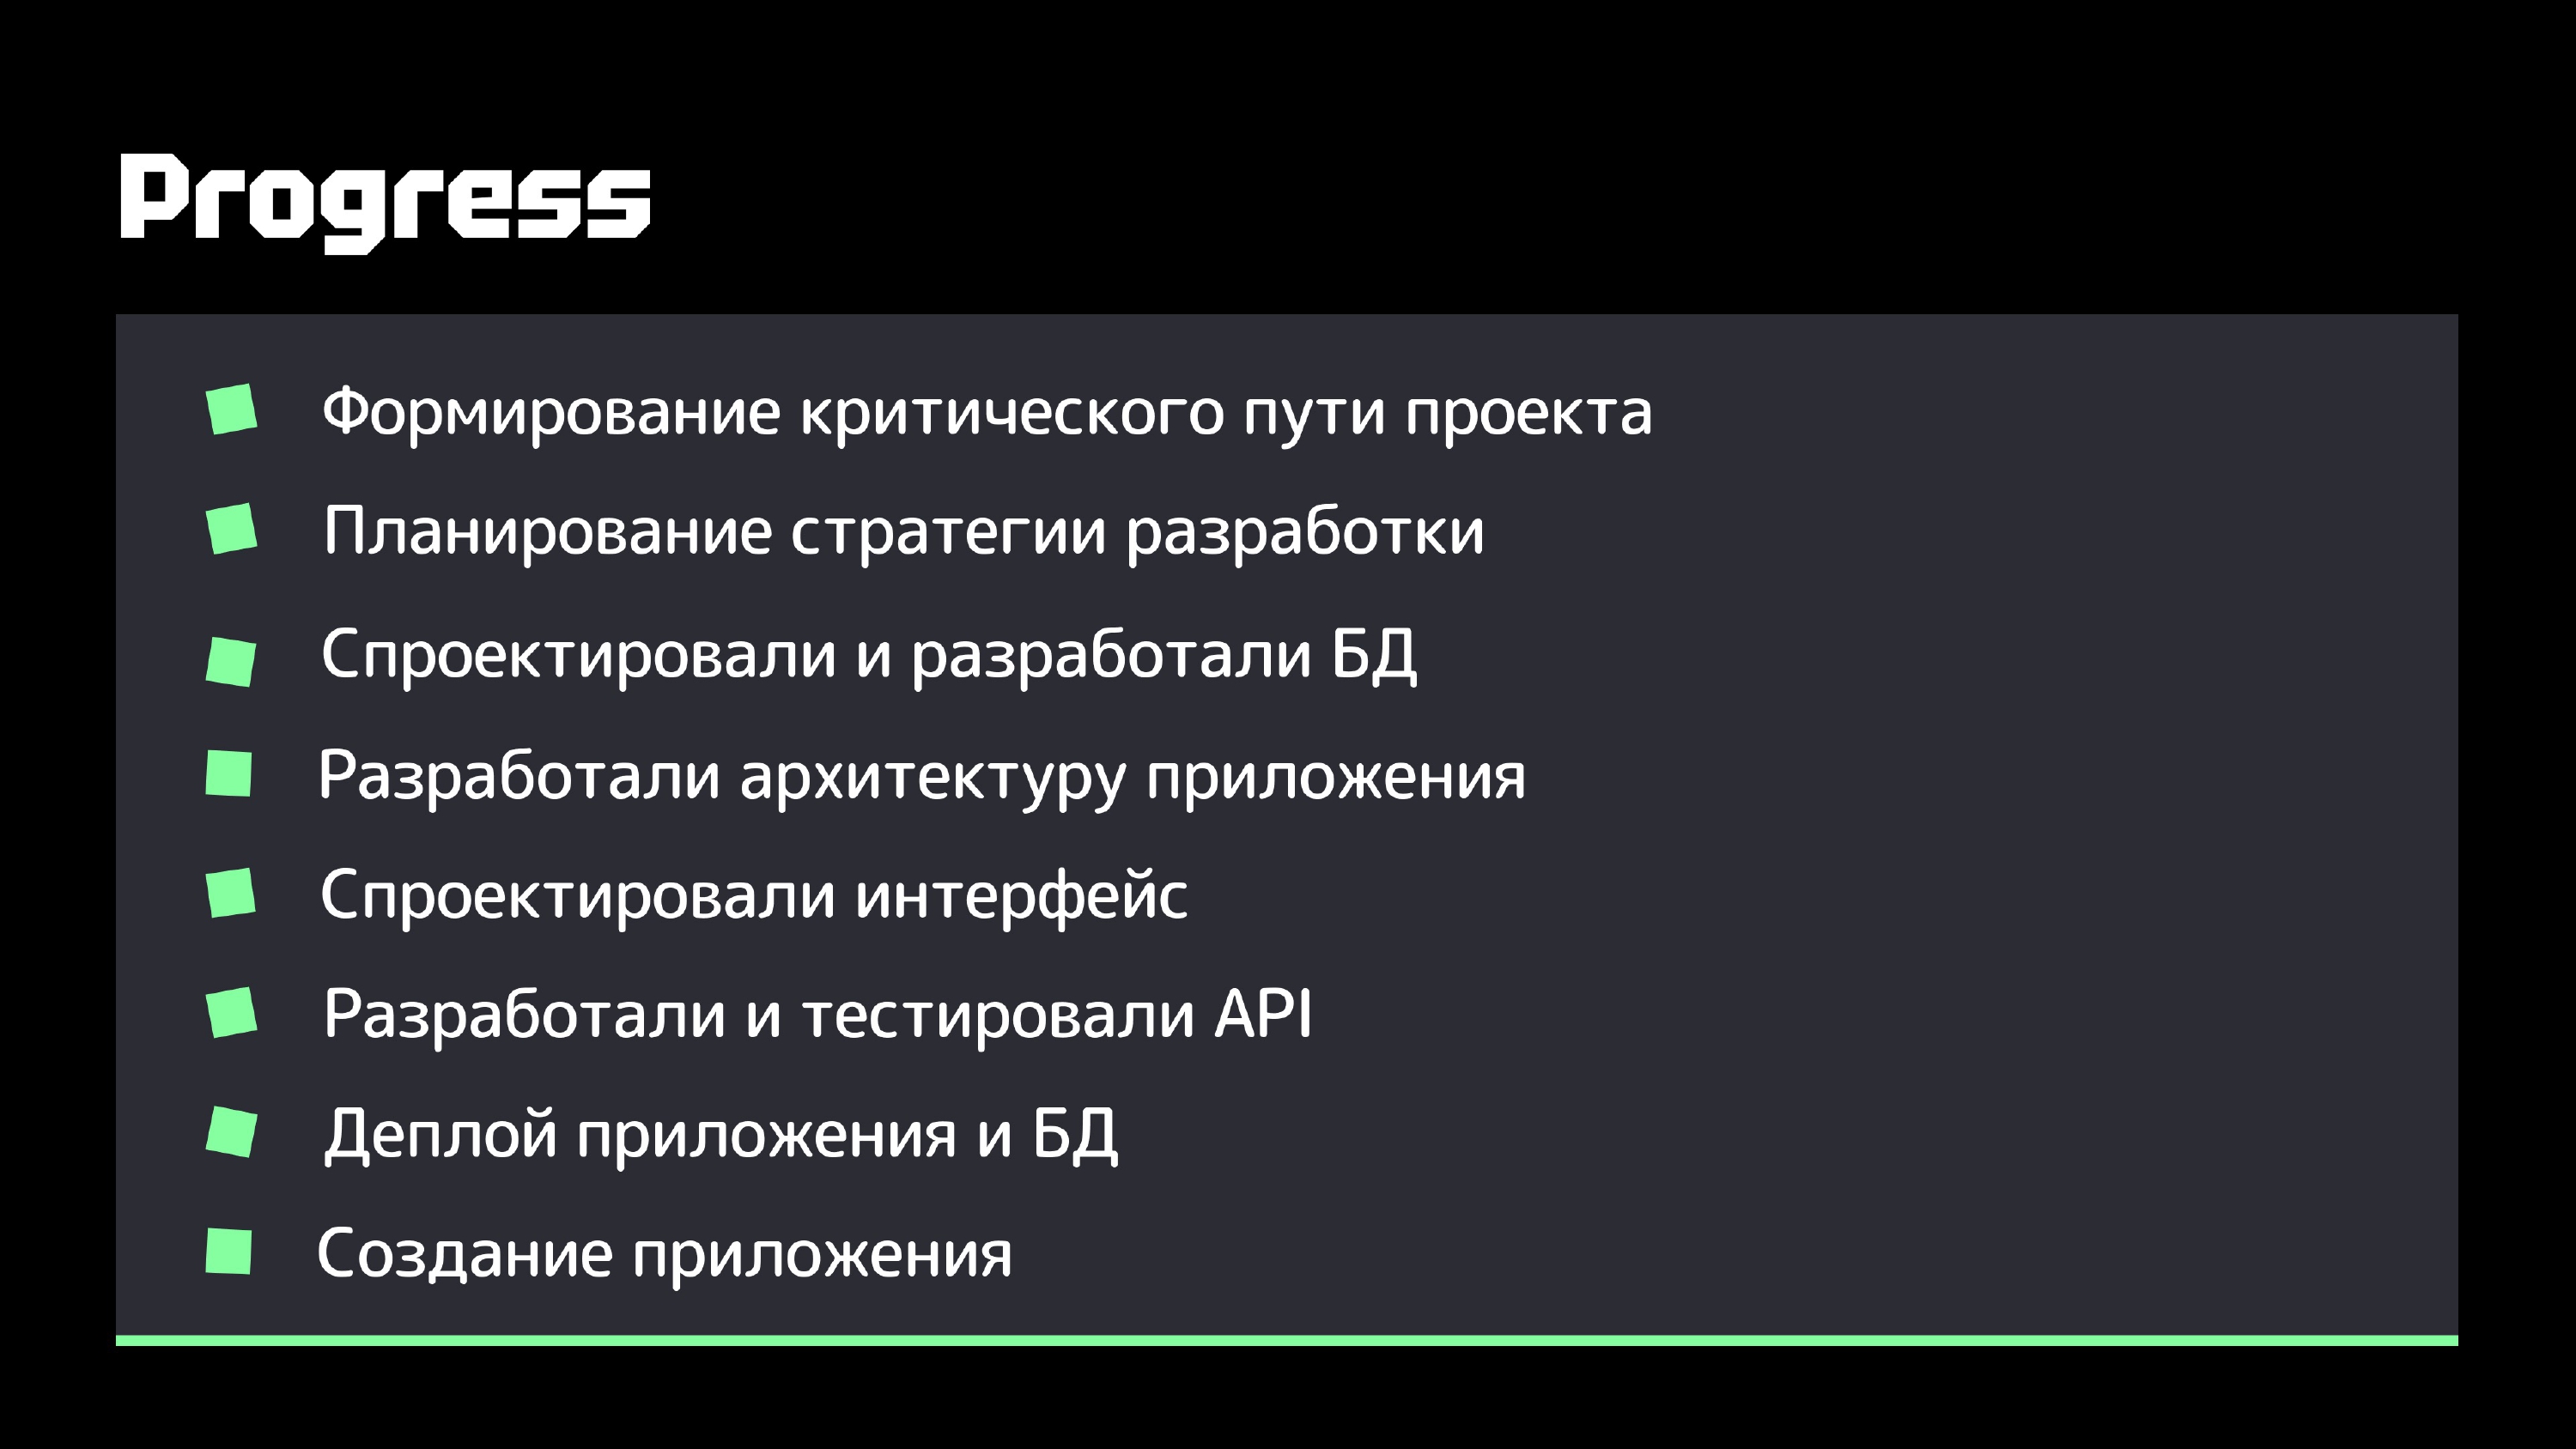 Progress
Формирование критического пути проекта
Планирование стратегии разработки
Спроектировали и разработали БД
Разработали архитектуру приложения
Спроектировали интерфейс
Разработали и тестировали API
Деплой приложения и БД
Создание приложения